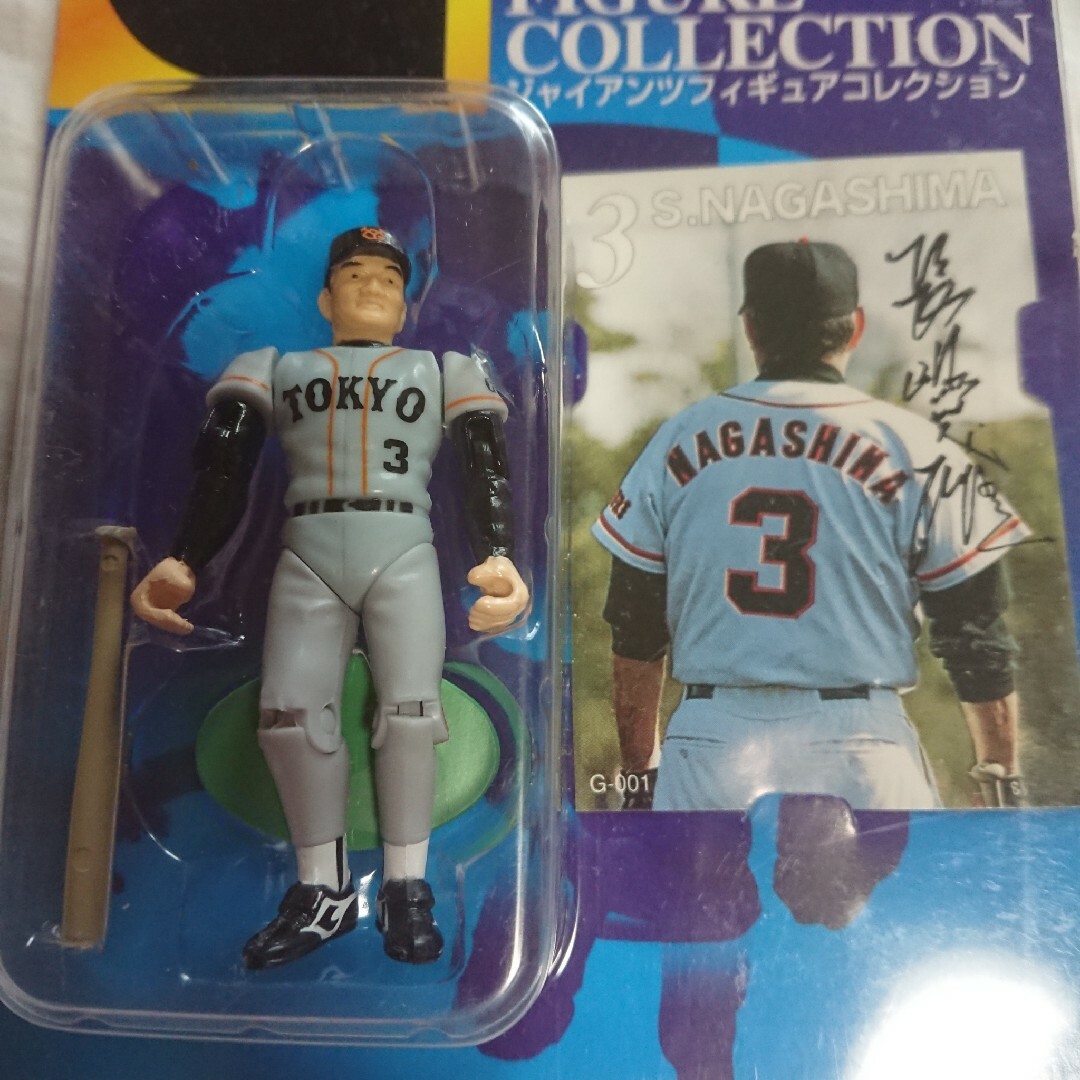 FIGURE
COLLECTION
ジャイアンツフィギュアコレクション
3 S.NAGASHIMA
NAGASHIMA
3
G-001
TOKYO
3